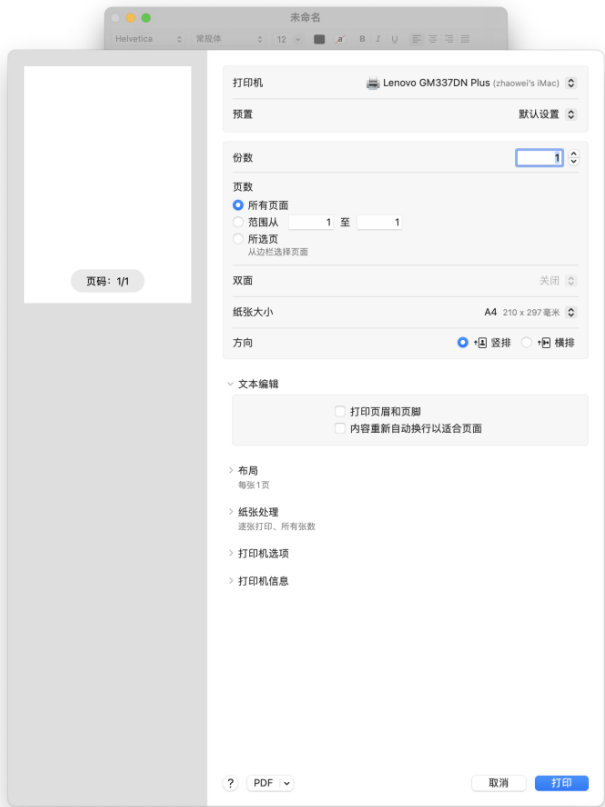 未命名
Helvetica 常规体 12 a B I U
打印机 Lenovo GM337DN Plus (zhaowei's iMac)
预置 默认设置
份数 1
页数
所有页面
范围从 1 至 1
所选页
从边栏选择页面
页码：1/1
双面 关闭
纸张大小 A4 210 x 297 毫米
方向 竖排 横排
文本编辑
打印页眉和页脚
内容重新自动换行以适合页面
布局
每张1页
纸张处理
逐张打印、所有张数
打印机选项
打印机信息
? PDF 取消 打印